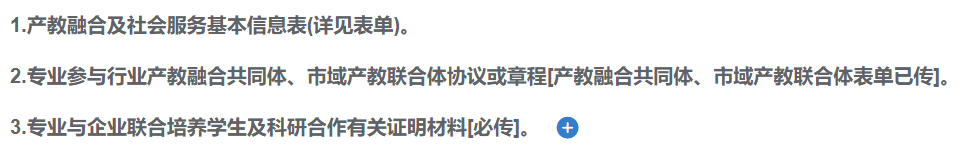 1.产教融合及社会服务基本信息表(详见表单)。
2.专业参与行业产教融合共同体、市域产教联合体协议或章程[产教融合共同体、市域产教联合体表单已传]。
3.专业与企业联合培养学生及科研合作有关证明材料[必传]。